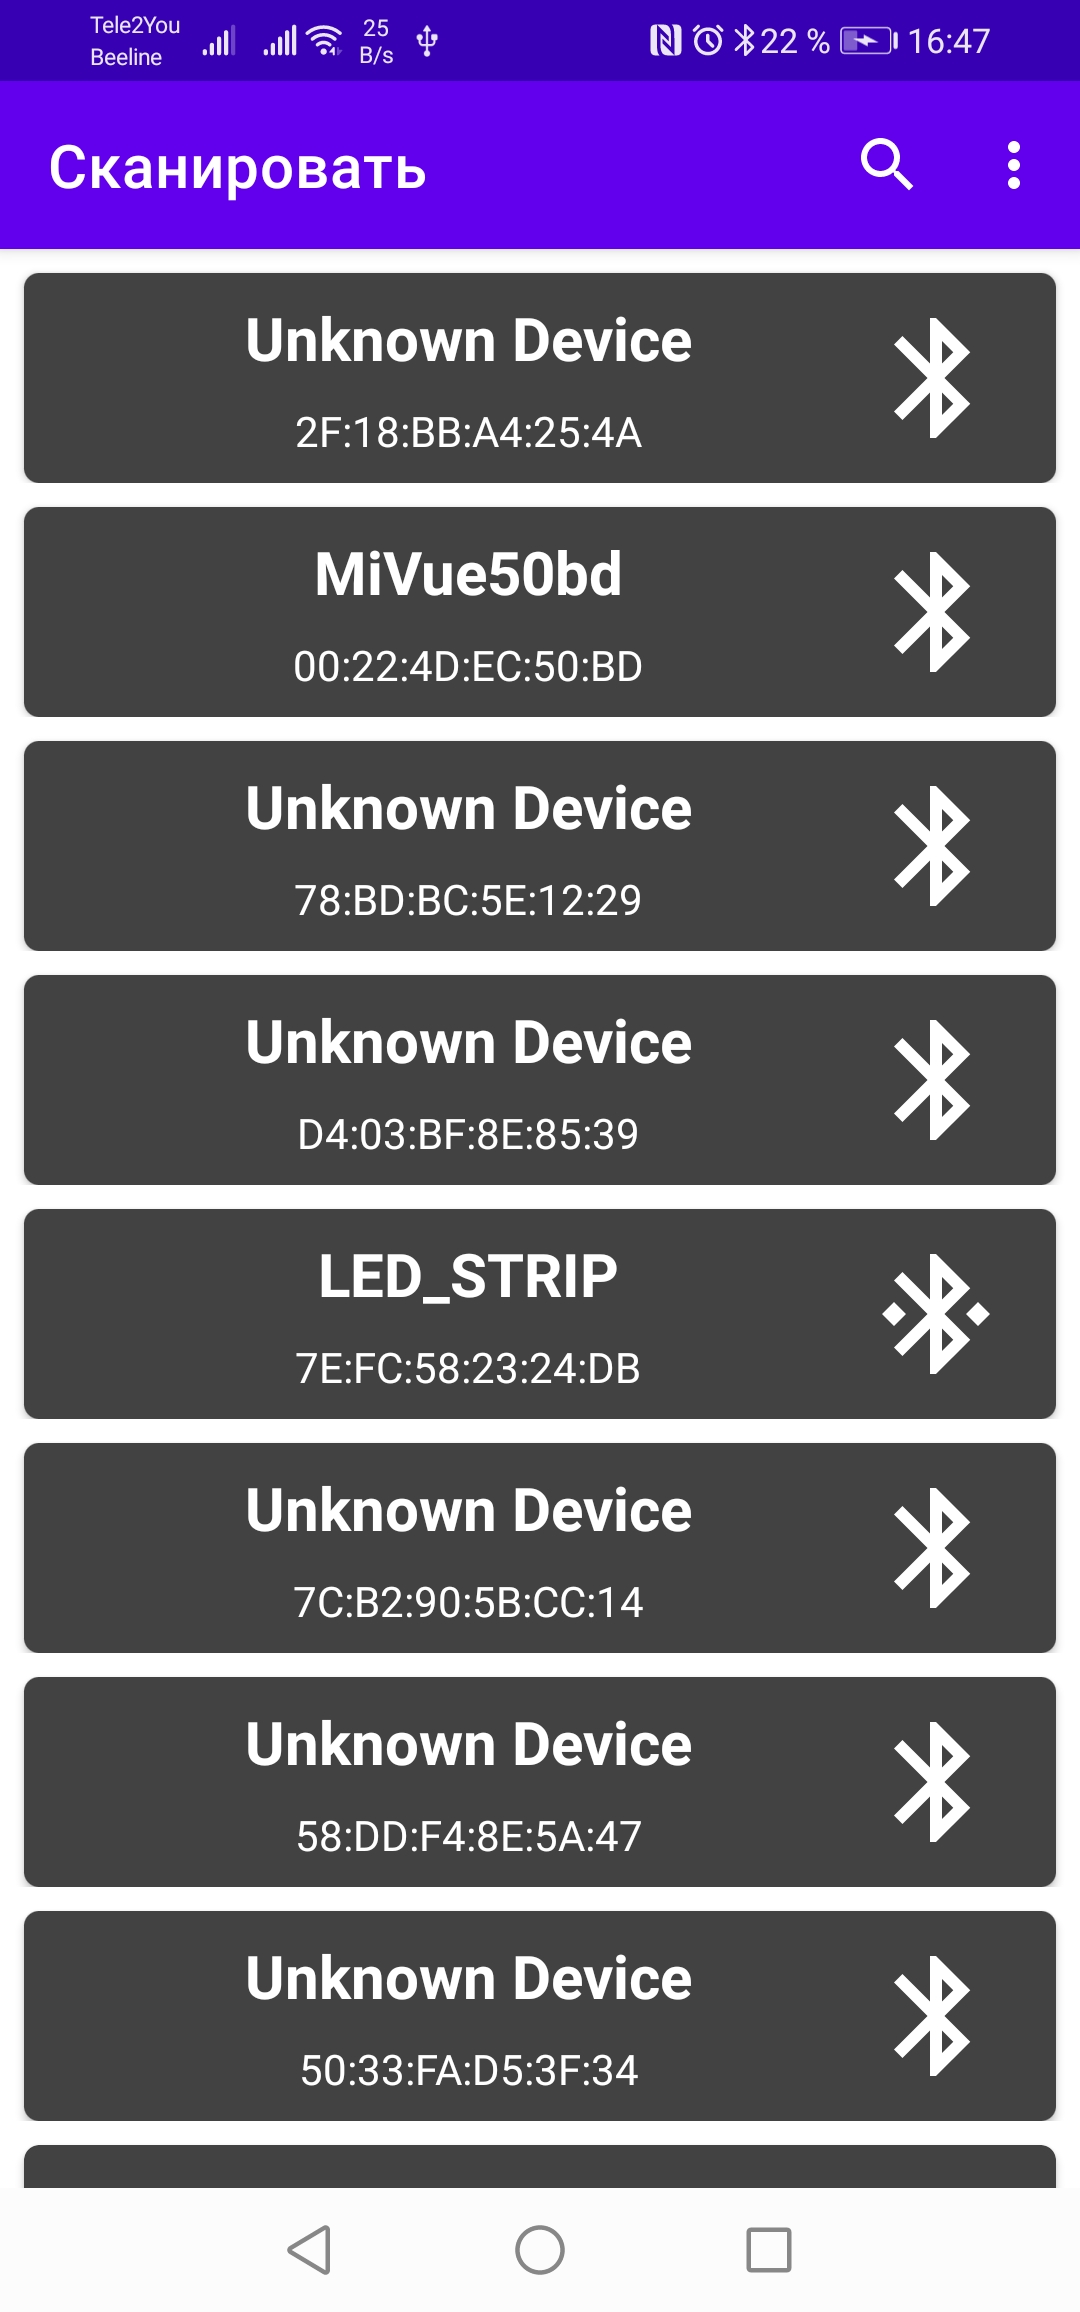 Tele2You
Beeline
25
B/s
22 %
16:47
Сканировать
Unknown Device
2F:18:BB:A4:25:4A
MiVue50bd
00:22:4D:EC:50:BD
Unknown Device
78:BD:BC:5E:12:29
Unknown Device
D4:03:BF:8E:85:39
LED_STRIP
7E:FC:58:23:24:DB
Unknown Device
7C:B2:90:5B:CC:14
Unknown Device
58:DD:F4:8E:5A:47
Unknown Device
50:33:FA:D5:3F:34